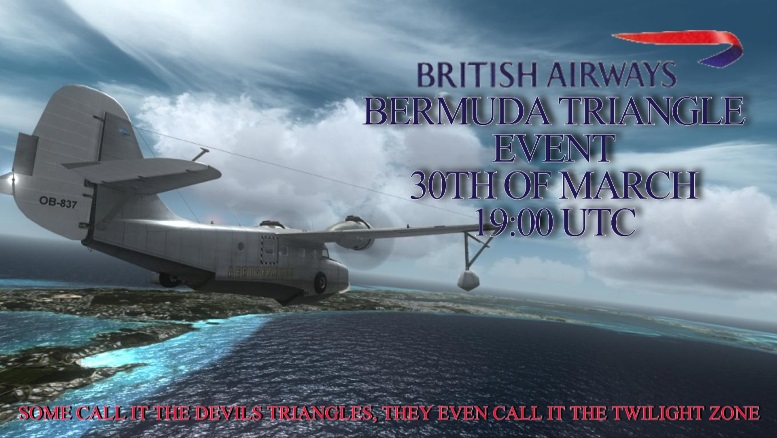 BRITISH AIRWAYS
BERMUDA TRIANGLE
EVENT
30TH OF MARCH
19:00 UTC
OB-837
SOME CALL IT THE DEVILS TRIANGLES, THEY EVEN CALL IT THE TWILIGHT ZONE